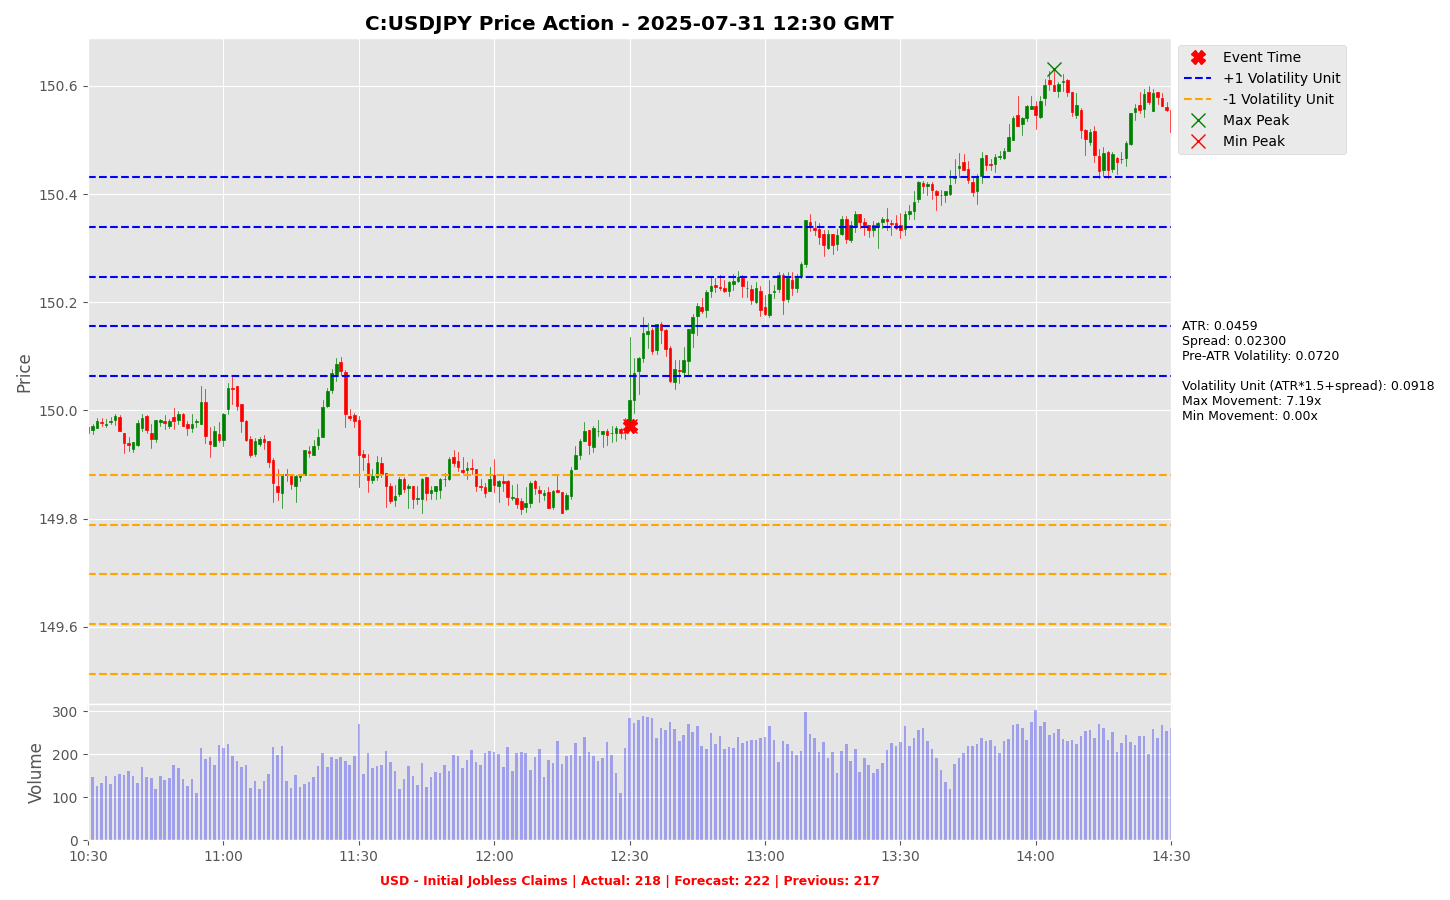 C:USDJPY Price Action - 2025-07-31 12:30 GMT
Event Time
+1 Volatility Unit
-1 Volatility Unit
Max Peak
Min Peak
150.6
150.4
150.2
150.0
149.8
149.6
Price
ATR: 0.0459
Spread: 0.02300
Pre-ATR Volatility: 0.0720
Volatility Unit (ATR*1.5+spread): 0.0918
Max Movement: 7.19x
Min Movement: 0.00x
300
200
100
0
Volume
10:30 11:00 11:30 12:00 12:30 13:00 13:30 14:00 14:30
USD - Initial Jobless Claims | Actual: 218 | Forecast: 222 | Previous: 217